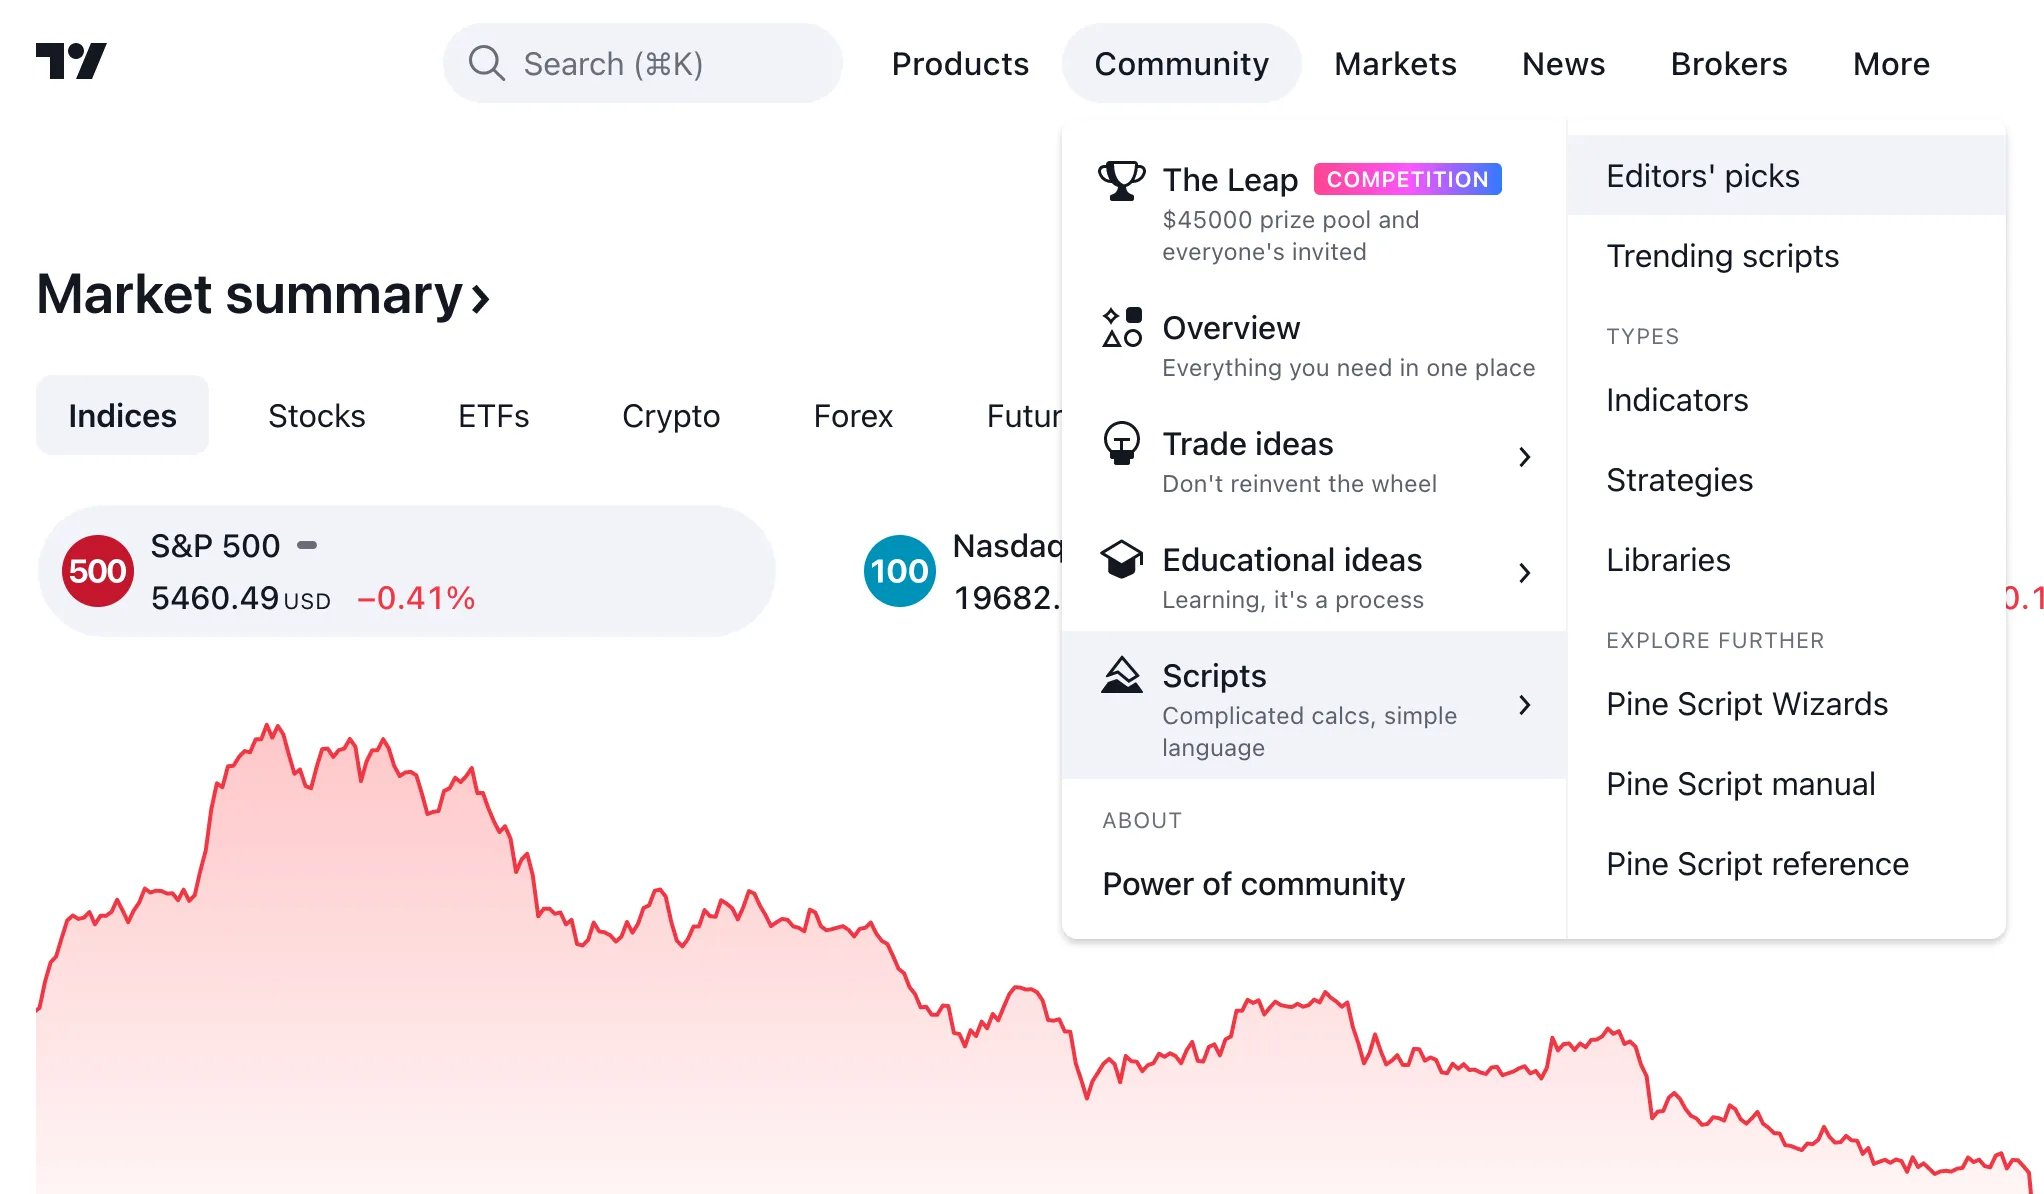 Search (⌘K)
Products
Community
Markets
News
Brokers
More
Market summary
Indices
Stocks
ETFs
Crypto
Forex
Futur
500
S&P 500
5460.49 USD −0.41%
100
Nasdaq
19682.
0.1
The Leap COMPETITION
$45000 prize pool and
everyone's invited
Overview
Everything you need in one place
Trade ideas
Don't reinvent the wheel
Educational ideas
Learning, it's a process
Scripts
Complicated calcs, simple
language
ABOUT
Power of community
Editors' picks
Trending scripts
TYPES
Indicators
Strategies
Libraries
EXPLORE FURTHER
Pine Script Wizards
Pine Script manual
Pine Script reference